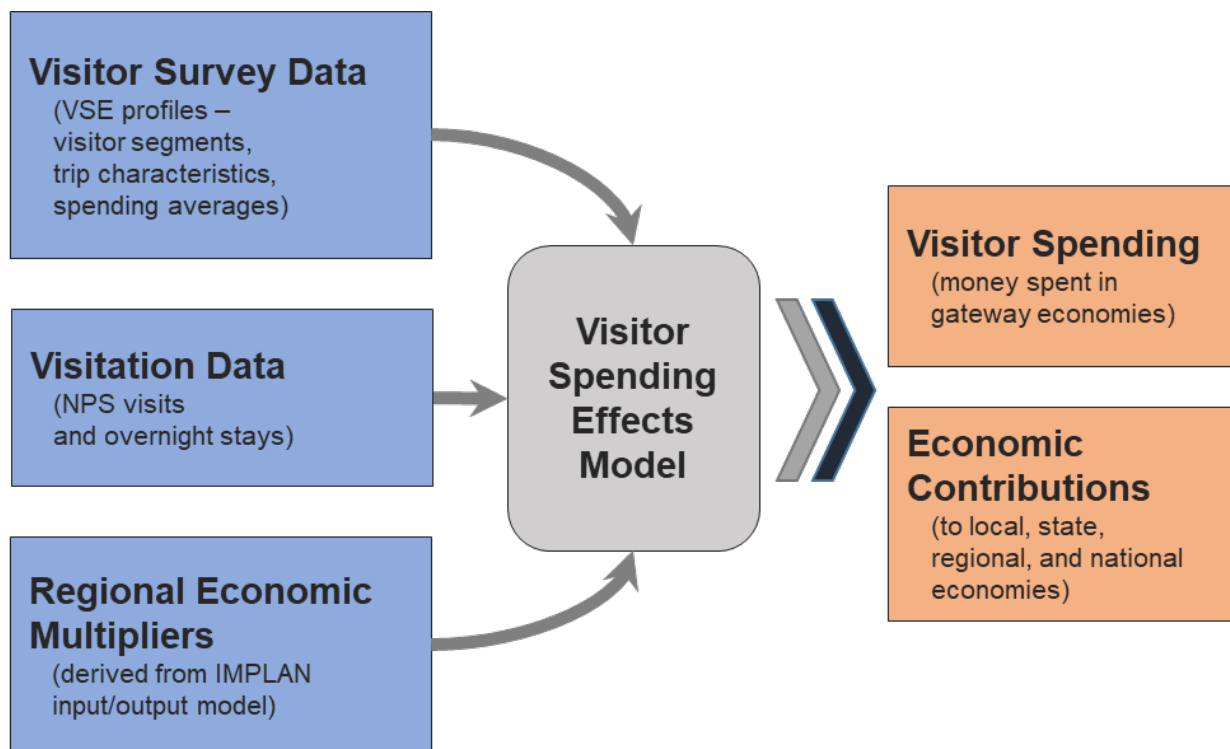 Visitor Survey Data
(VSE profiles –
visitor segments,
trip characteristics,
spending averages)
Visitation Data
(NPS visits
and overnight stays)
Regional Economic
Multipliers
(derived from IMPLAN
input/output model)
Visitor
Spending
Effects
Model
Visitor Spending
(money spent in
gateway economies)
Economic
Contributions
(to local, state,
regional, and national
economies)